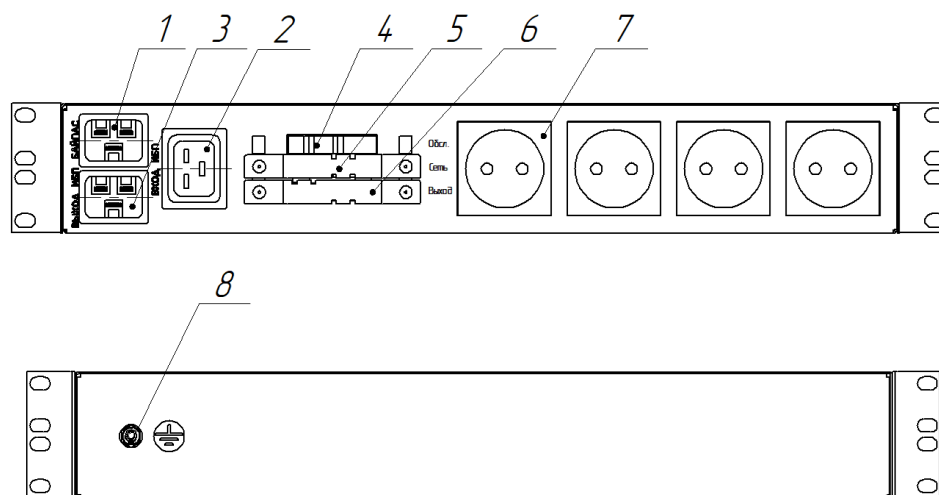 1 3 2 4 5 6 7
БАЙПАС
ВЫХОД ИБП
ВХОД ИБП
Обсл.
Сеть
Выход
8